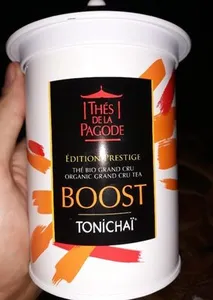 THÉS
DE LA
PAGODE
ÉDITION PRESTIGE
THÉ BIO GRAND CRU
ORGANIC GRAND CRU TEA
BOOST
TONICHAÏ